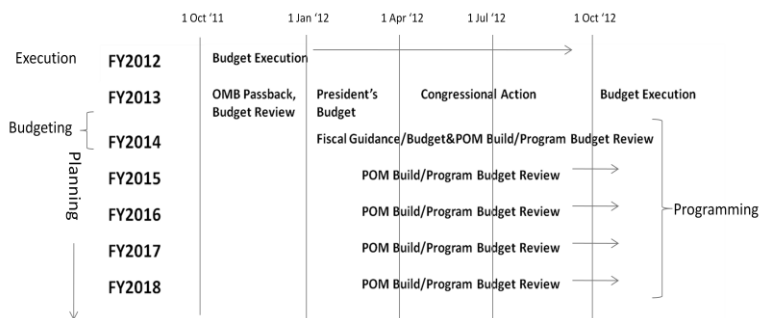 1 Oct ‘11 1 Jan ‘12 1 Apr ‘12 1 Jul ‘12 1 Oct ‘12
Execution FY2012 Budget Execution
FY2013 OMB Passback, President’s Congressional Action Budget Execution
Budget Review Budget
Budgeting
FY2014 Fiscal Guidance/Budget&POM Build/Program Budget Review
Planning
FY2015 POM Build/Program Budget Review
FY2016 POM Build/Program Budget Review
Programming
FY2017 POM Build/Program Budget Review
FY2018 POM Build/Program Budget Review